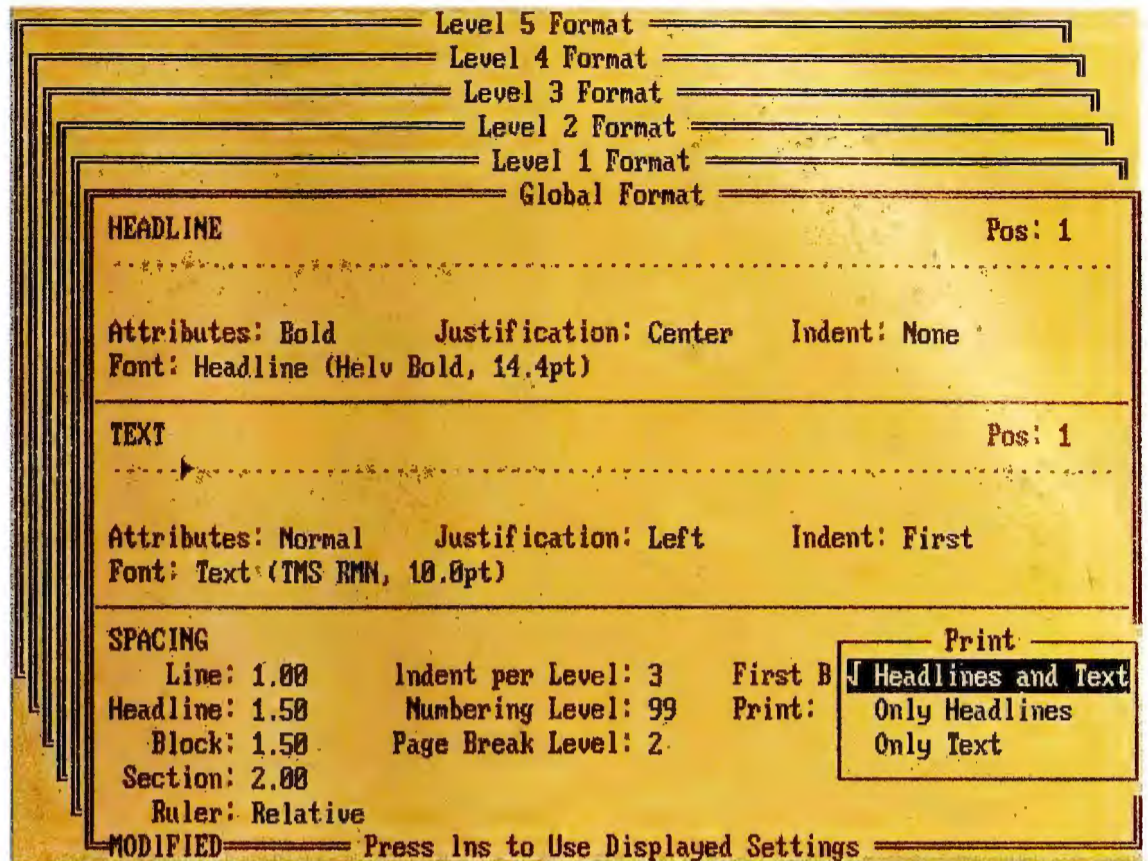 Level 5 Format
Level 4 Format
Level 3 Format
Level 2 Format
Level 1 Format
Global Format
HEADLINE Pos: 1
Attributes: Bold Justification: Center Indent: None
Font: Headline (Helv Bold, 14.4pt)
TEXT Pos: 1
Attributes: Normal Justification: Left Indent: First
Font: Text (TMS RMN, 10.0pt)
SPACING Print
Line: 1.00 Indent per Level: 3 First B √ Headlines and Text
Headline: 1.50 Numbering Level: 99 Print: Only Headlines
Block: 1.50 Page Break Level: 2 Only Text
Section: 2.00
Ruler: Relative
MODIFIED Press Ins to Use Displayed Settings